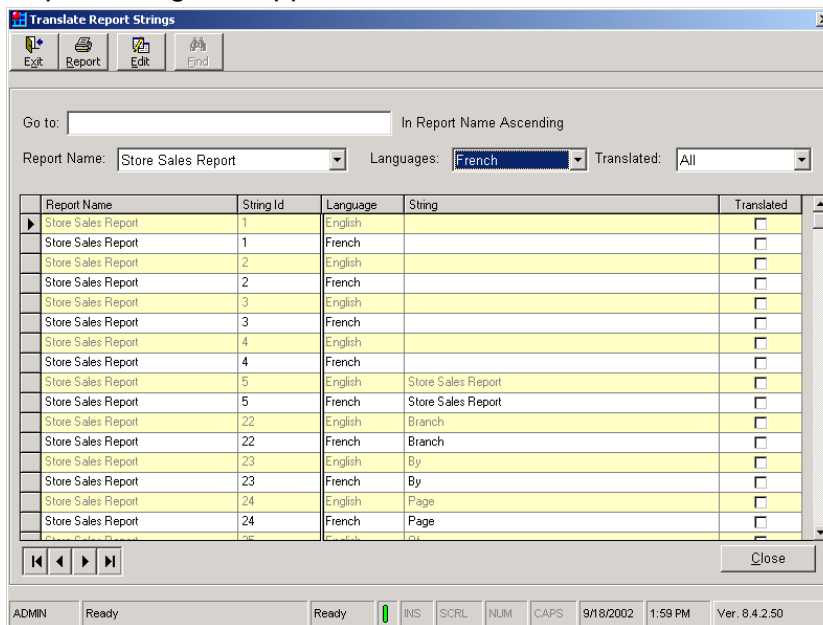 Translate Report Strings
Exit Report Edit Find
Go to: In Report Name Ascending
Report Name: Store Sales Report Languages: French Translated: All
Report Name String Id Language String Translated
Store Sales Report 1 English
Store Sales Report 1 French
Store Sales Report 2 English
Store Sales Report 2 French
Store Sales Report 3 English
Store Sales Report 3 French
Store Sales Report 4 English
Store Sales Report 4 French
Store Sales Report 5 English Store Sales Report
Store Sales Report 5 French Store Sales Report
Store Sales Report 22 English Branch
Store Sales Report 22 French Branch
Store Sales Report 23 English By
Store Sales Report 23 French By
Store Sales Report 24 English Page
Store Sales Report 24 French Page
Store Sales Report 25 English Of
Close
ADMIN Ready Ready INS SCRL NUM CAPS 9/18/2002 1:59 PM Ver. 8.4.2.50